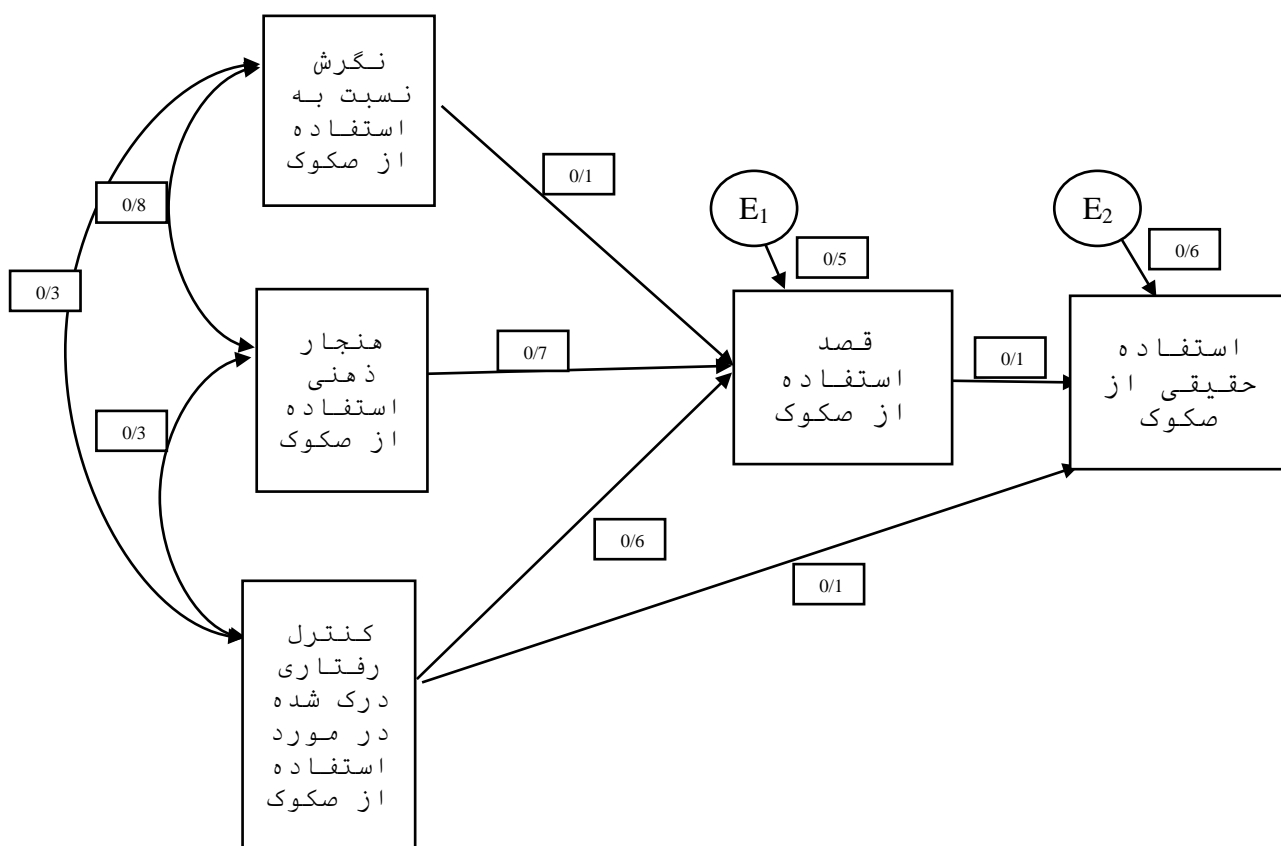 نگرش
نسبت به
استفاده
از صکوک
0/1
0/8
E1
E2
0/5
0/6
0/3
هنجار
ذهنی
استفاده
از صکوک
0/7
قصد
استفاده
از صکوک
0/1
استفاده
حقیقی از
صکوک
0/3
0/6
0/1
کنترل
رفتاری
درک شده
در مورد
استفاده
از صکوک